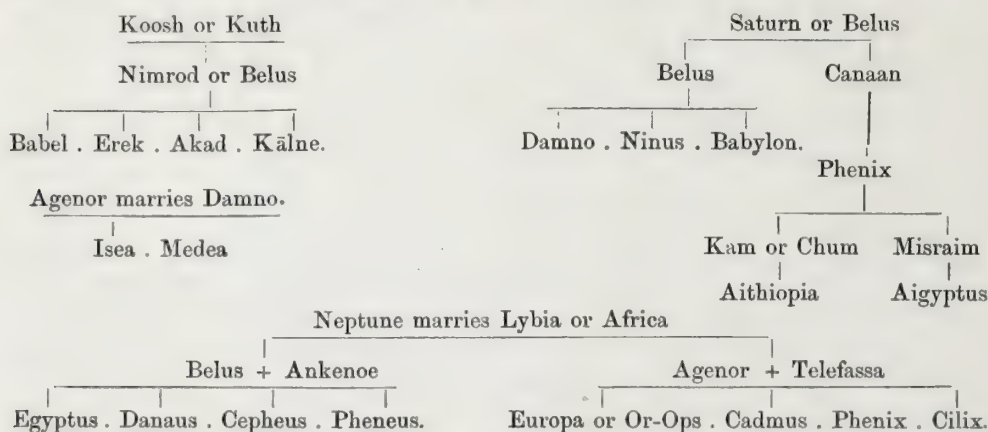 Koosh or Kuth
Nimrod or Belus
Babel . Erek . Akad . Kālne.
Agenor marries Damno.
Isea . Medea
Saturn or Belus
Belus Canaan
Damno . Ninus . Babylon.
Phenix
Kam or Chum Misraim
Aithiopia Aigyptus
Neptune marries Lybia or Africa
Belus + Ankenoe Agenor + Telefassa
Egyptus . Danaus . Cepheus . Pheneus. Europa or Or-Ops . Cadmus . Phenix . Cilix.